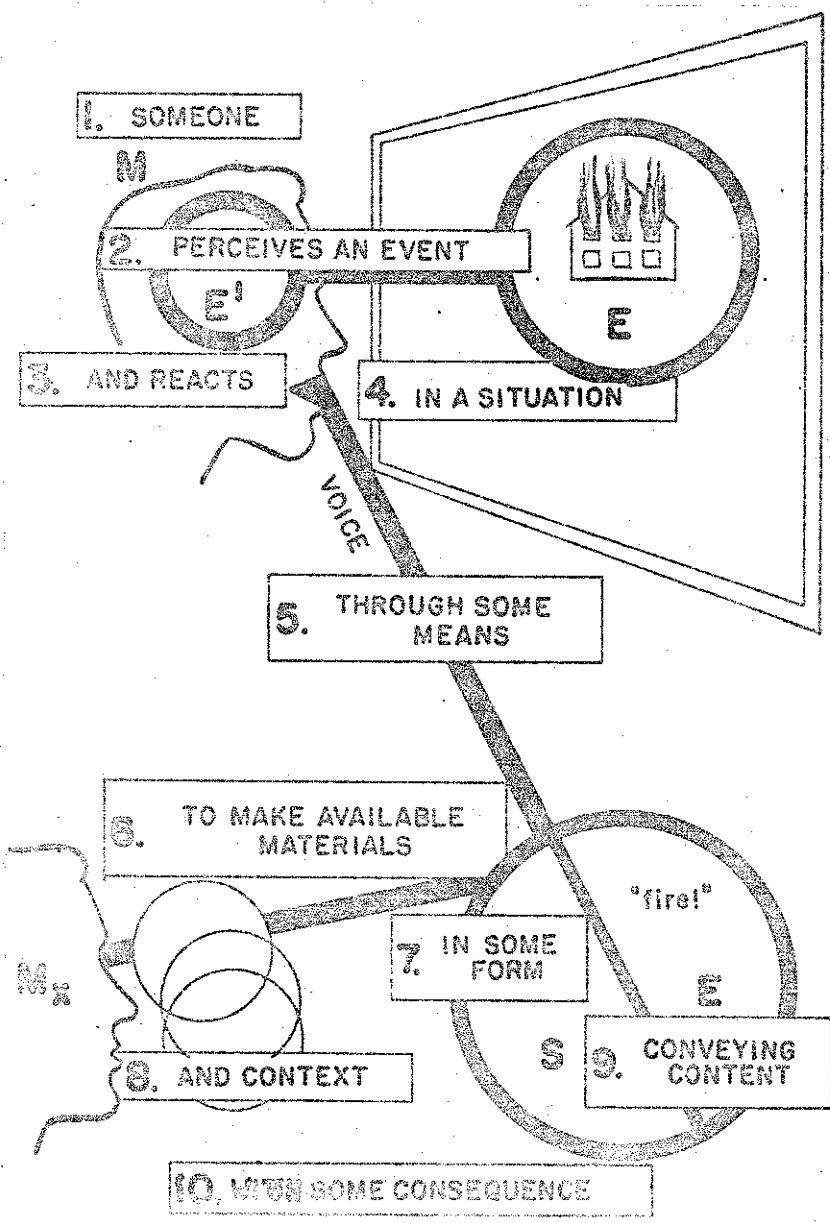 1. SOMEONE
M
2. PERCEIVES AN EVENT
E'
E
3. AND REACTS
4. IN A SITUATION
VOICE
5. THROUGH SOME
MEANS
6. TO MAKE AVAILABLE
MATERIALS
"fire!"
7. IN SOME
FORM
Mx
E
S
9. CONVEYING
CONTENT
8. AND CONTEXT
10. WITH SOME CONSEQUENCE